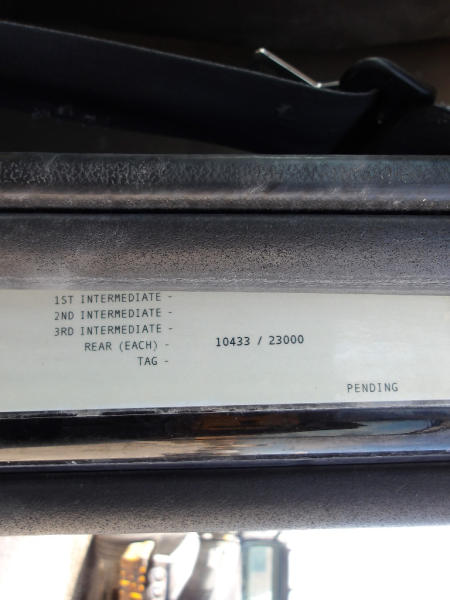 1ST INTERMEDIATE -
2ND INTERMEDIATE -
3RD INTERMEDIATE -
REAR (EACH) - 10433 / 23000
TAG -
PENDING